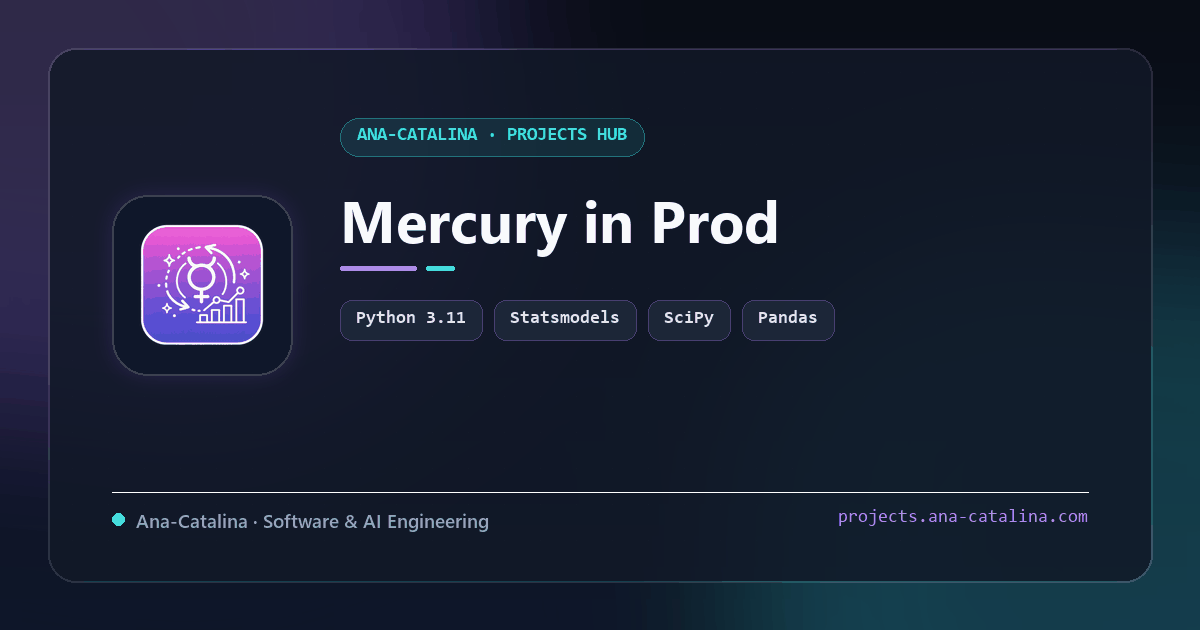 ANA-CATALINA · PROJECTS HUB
Mercury in Prod
Python 3.11 Statsmodels SciPy Pandas
Ana-Catalina · Software & AI Engineering
projects.ana-catalina.com